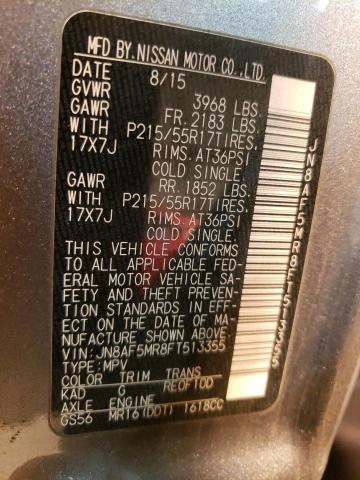 MFD BY NISSAN MOTOR CO.,LTD.
DATE 8/15
GVWR 3968 LBS.
GAWR FR. 2183 LBS.
WITH P215/55R17TIRES,
17X7J RIMS, AT36PSI
COLD SINGLE.
GAWR RR. 1852 LBS.
WITH P215/55R17TIRES,
17X7J RIMS, AT36PSI
COLD SINGLE.
THIS VEHICLE CONFORMS
TO ALL APPLICABLE FED-
ERAL MOTOR VEHICLE SA-
FETY AND THEFT PREVEN-
TION STANDARDS IN EFF-
ECT ON THE DATE OF MA-
NUFACTURE SHOWN ABOVE.
VIN: JN8AF5MR8FT513355
TYPE: MPV
COLOR TRIM TRANS
KAD G RE0F10D
AXLE ENGINE
GS56 MR16(DDT) 1618CC
JN8AF5MR8FT513355